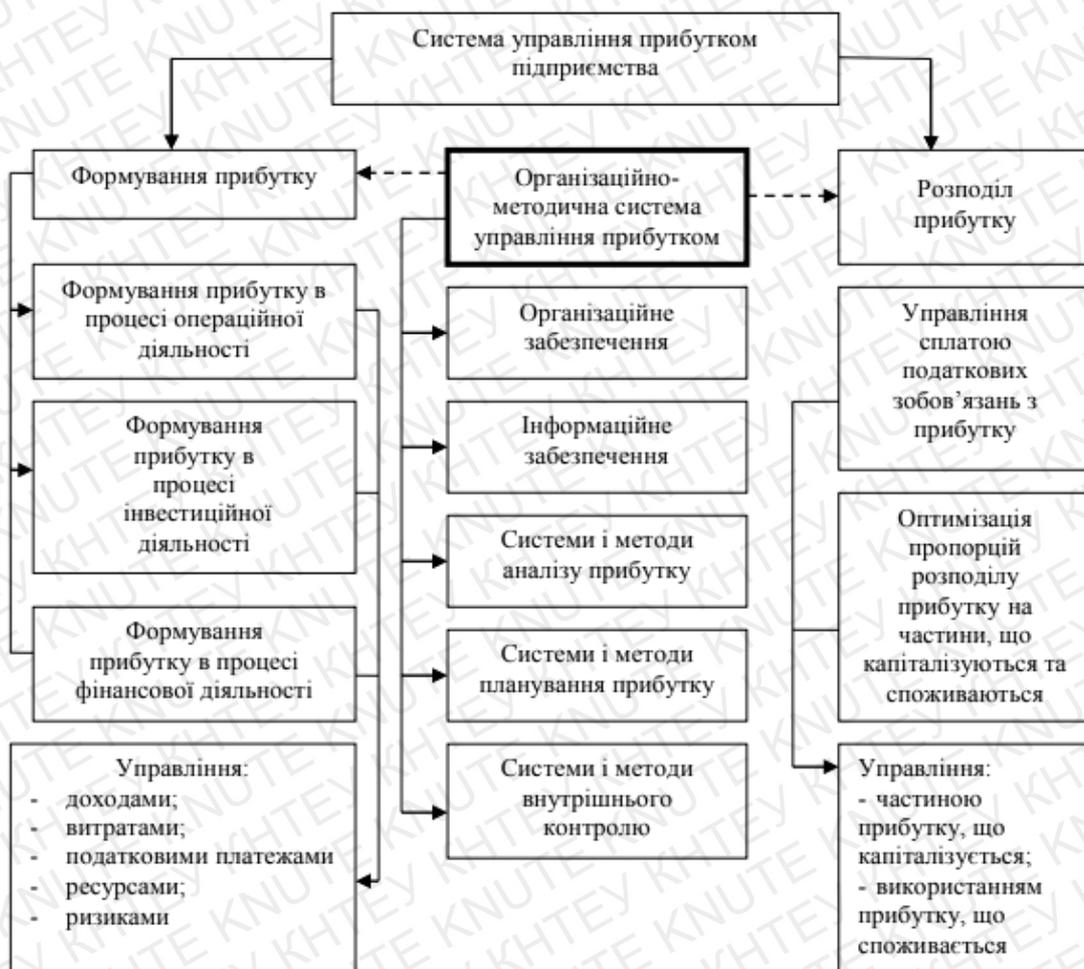 Система управління прибутком
підприємства
Формування прибутку
Організаційно-
методична система
управління прибутком
Розподіл
прибутку
Формування прибутку в
процесі операційної
діяльності
Формування
прибутку в
процесі
інвестиційної
діяльності
Формування
прибутку в процесі
фінансової діяльності
Управління:
- доходами;
- витратами;
- податковими платежами
- ресурсами;
- ризиками
Організаційне
забезпечення
Інформаційне
забезпечення
Системи і методи
аналізу прибутку
Системи і методи
планування прибутку
Системи і методи
внутрішнього
контролю
Управління
сплатою
податкових
зобов’язань з
прибутку
Оптимізація
пропорцій
розподілу
прибутку на
частини, що
капіталізуються та
споживаються
Управління:
- частиною
прибутку, що
капіталізується;
- використанням
прибутку, що
споживається
KNUTE КНТЕУ KNUTE КНТЕУ